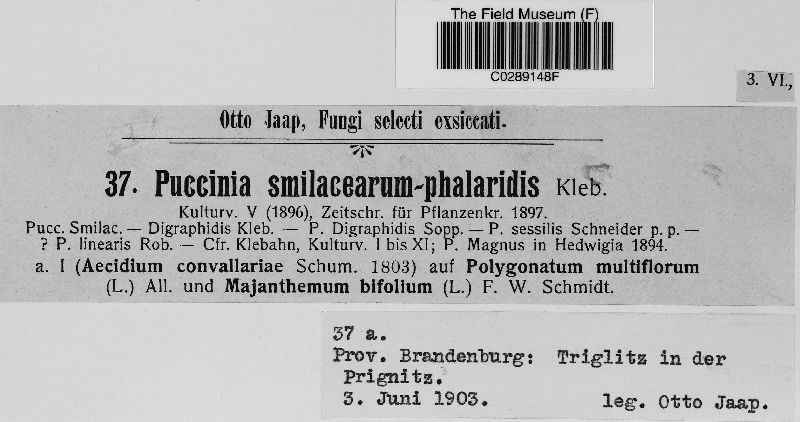 The Field Museum (F)
C0289148F
3. VI.,
Otto Jaap, Fungi selecti exsiccati.
37. Puccinia smilacearum-phalaridis Kleb.
Kulturv. V (1896), Zeitschr. für Pflanzenkr. 1897.
Pucc. Smilac. — Digraphidis Kleb. — P. Digraphidis Sopp. — P. sessilis Schneider p. p. —
? P. linearis Rob. — Cfr. Klebahn, Kulturv. I bis XI; P. Magnus in Hedwigia 1894.
a. I (Aecidium convallariae Schum. 1803) auf Polygonatum multiflorum
(L.) All. und Majanthemum bifolium (L.) F. W. Schmidt.
37 a.
Prov. Brandenburg: Triglitz in der
Prignitz.
3. Juni 1903. leg. Otto Jaap.